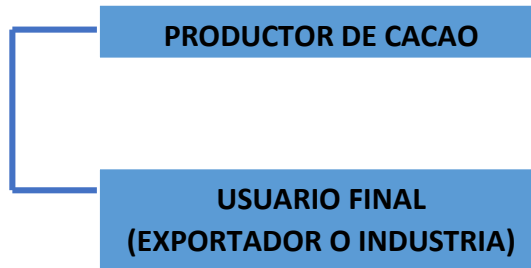 PRODUCTOR DE CACAO
USUARIO FINAL
(EXPORTADOR O INDUSTRIA)